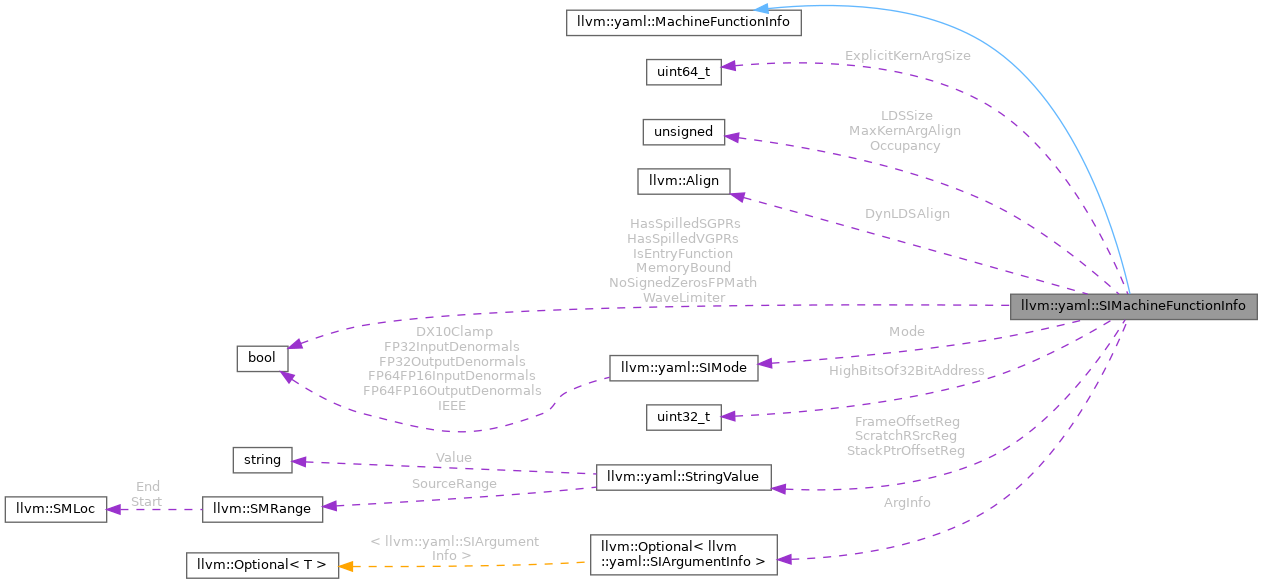 llvm::yaml::MachineFunctionInfo
ExplicitKernArgSize
uint64_t
LDSSize
MaxKernArgAlign
Occupancy
unsigned
llvm::Align
DynLDSAlign
HasSpilledSGPRs
HasSpilledVGPRs
IsEntryFunction
MemoryBound
NoSignedZerosFPMath
WaveLimiter
llvm::yaml::SIMachineFunctionInfo
bool
DX10Clamp
FP32InputDenormals
FP32OutputDenormals
FP64FP16InputDenormals
FP64FP16OutputDenormals
IEEE
Mode
llvm::yaml::SIMode
HighBitsOf32BitAddress
uint32_t
FrameOffsetReg
ScratchRSrcReg
StackPtrOffsetReg
string
Value
SourceRange
llvm::yaml::StringValue
End
Start
llvm::SMLoc
llvm::SMRange
ArgInfo
< llvm::yaml::SIArgument
Info >
llvm::Optional< llvm
::yaml::SIArgumentInfo >
llvm::Optional< T >